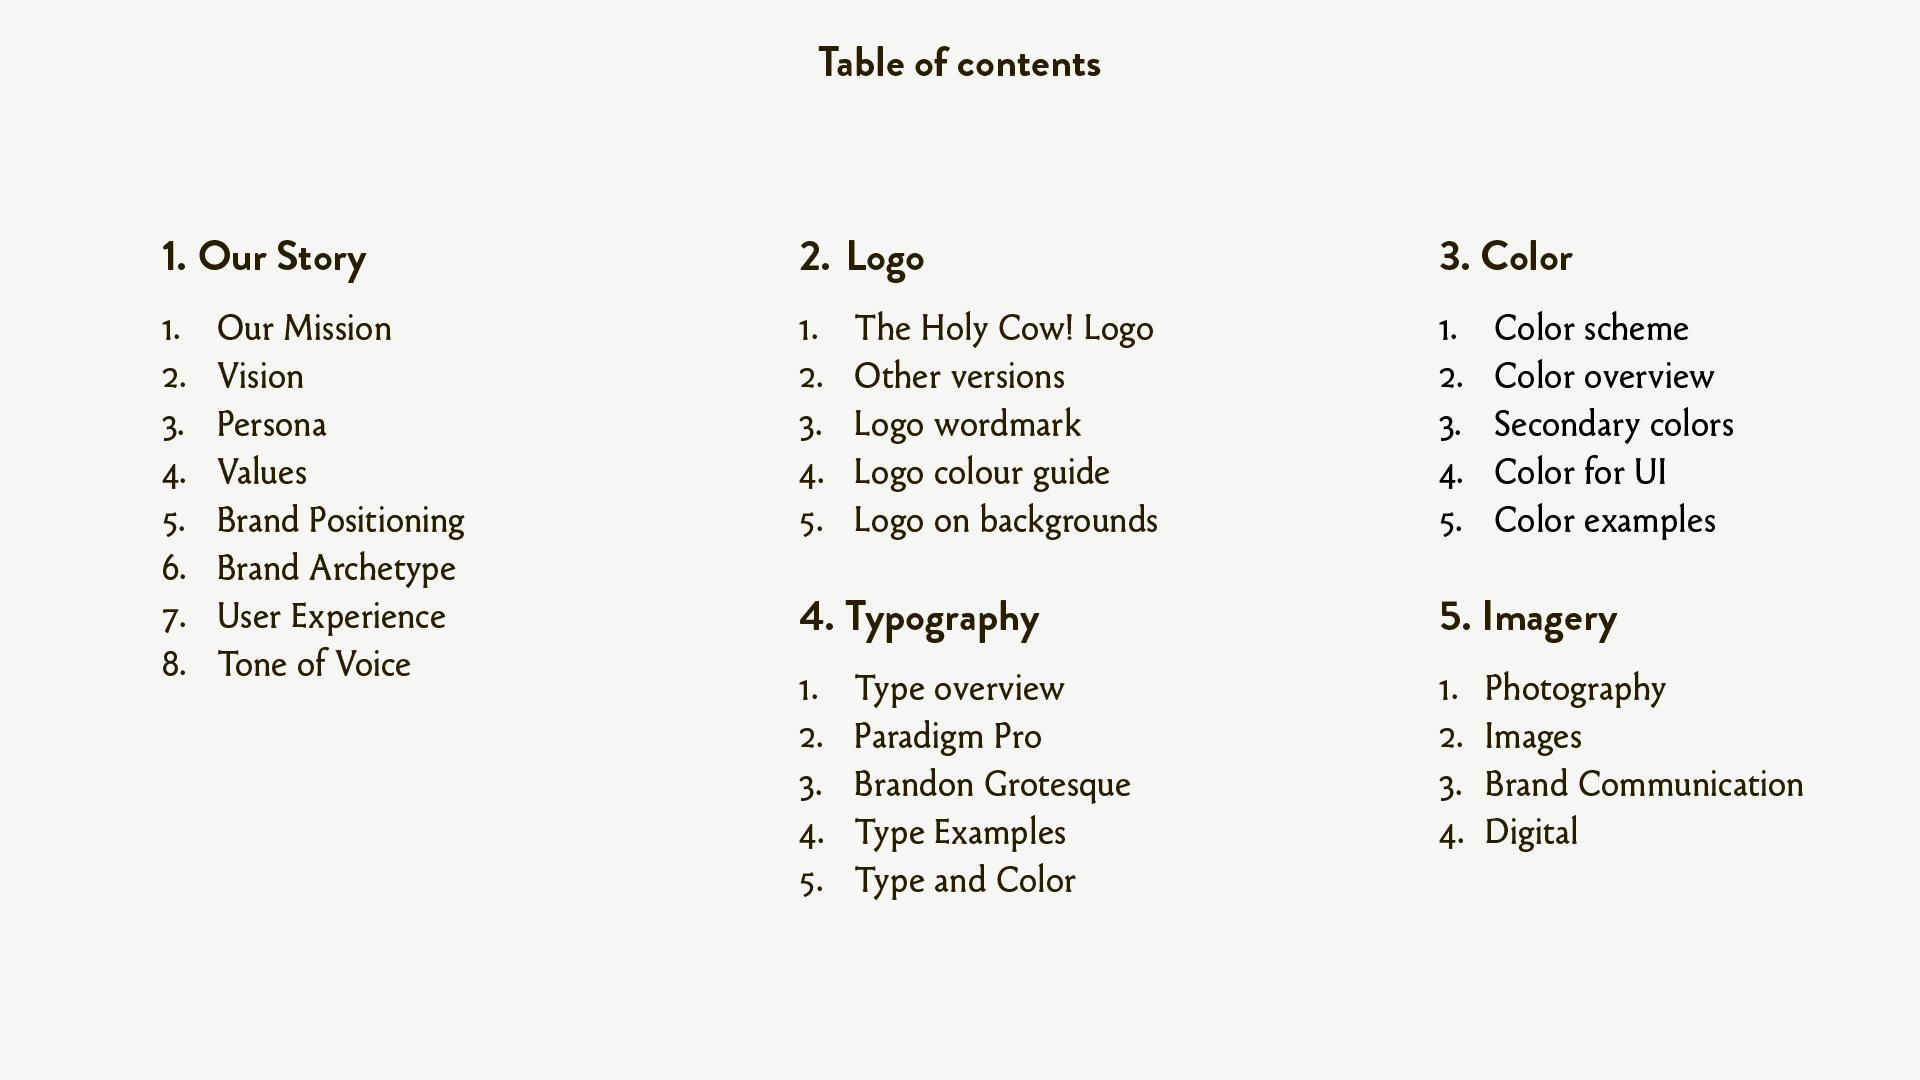 Table of contents
1. Our Story
1. Our Mission
2. Vision
3. Persona
4. Values
5. Brand Positioning
6. Brand Archetype
7. User Experience
8. Tone of Voice
2. Logo
1. The Holy Cow! Logo
2. Other versions
3. Logo wordmark
4. Logo colour guide
5. Logo on backgrounds
3. Color
1. Color scheme
2. Color overview
3. Secondary colors
4. Color for UI
5. Color examples
4. Typography
1. Type overview
2. Paradigm Pro
3. Brandon Grotesque
4. Type Examples
5. Type and Color
5. Imagery
1. Photography
2. Images
3. Brand Communication
4. Digital